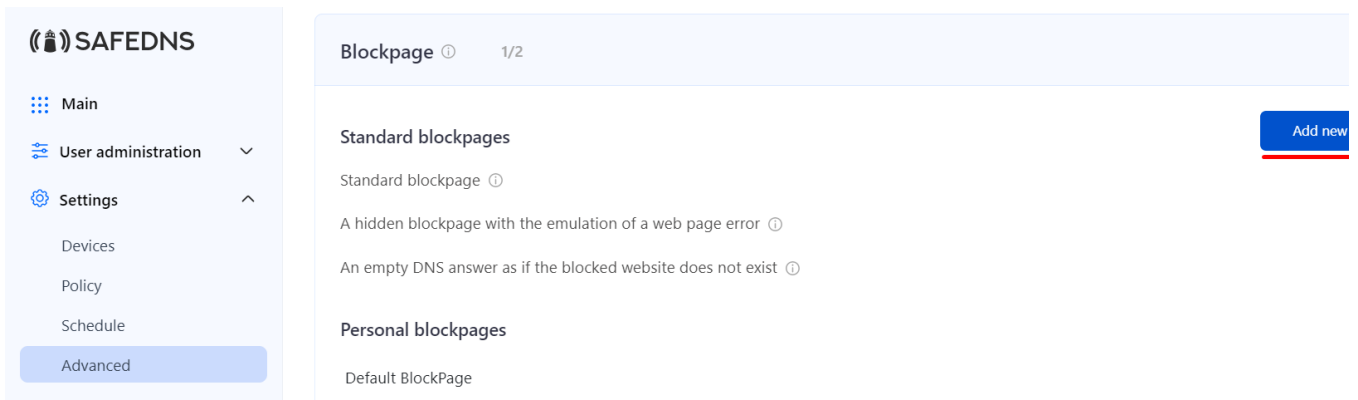 SAFEDNS
Main
User administration
Settings
Devices
Policy
Schedule
Advanced
Blockpage 1/2
Standard blockpages
Add new
Standard blockpage
A hidden blockpage with the emulation of a web page error
An empty DNS answer as if the blocked website does not exist
Personal blockpages
Default BlockPage